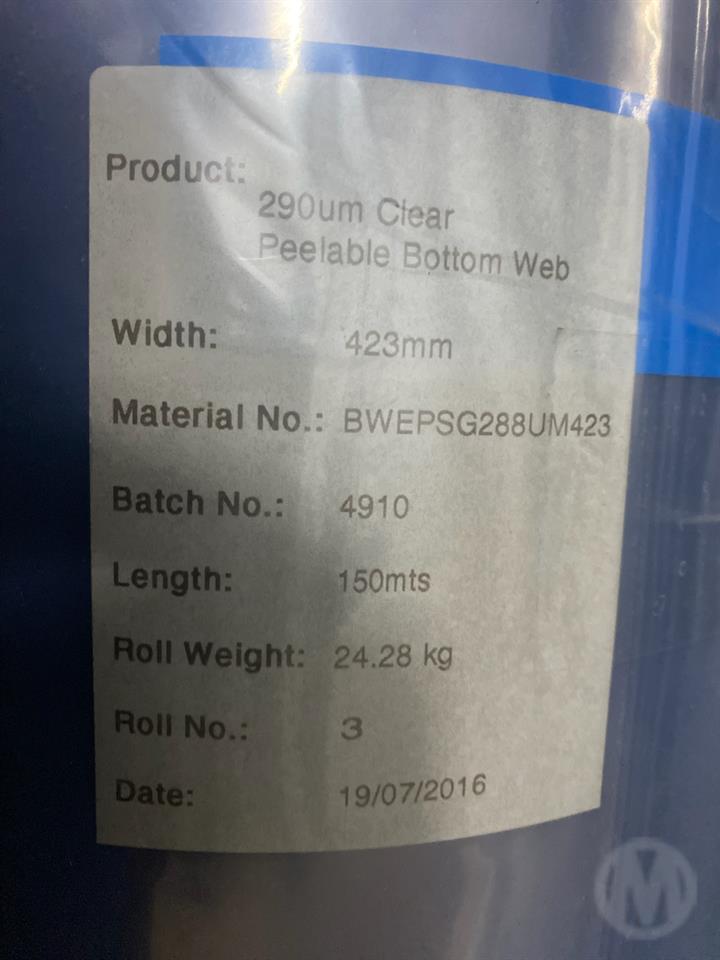 Product:
290um Clear
Peelable Bottom Web
Width: 423mm
Material No.: BWEPSG288UM423
Batch No.: 4910
Length: 150mts
Roll Weight: 24.28 kg
Roll No.: 3
Date: 19/07/2016
M